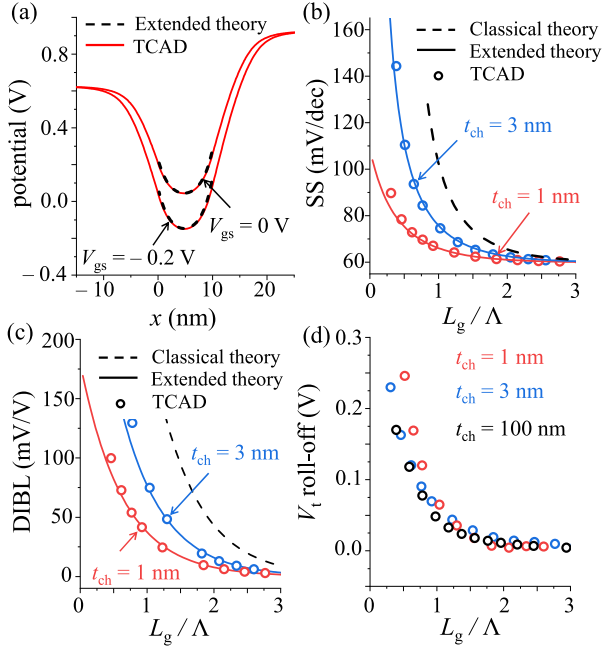 (a)
Extended theory
TCAD
potential (V)
0.8
0.4
0.0
−0.4
V_gs = 0 V
V_gs = −0.2 V
−10 0 10 20
x (nm)
(b)
Classical theory
Extended theory
TCAD
SS (mV/dec)
160
140
120
100
80
60
t_ch = 3 nm
t_ch = 1 nm
0 1 2 3
L_g / Λ
(c)
Classical theory
Extended theory
TCAD
DIBL (mV/V)
200
150
100
50
0
t_ch = 3 nm
t_ch = 1 nm
0 1 2 3
L_g / Λ
(d)
V_t roll-off (V)
0.3
0.2
0.1
0.0
t_ch = 1 nm
t_ch = 3 nm
t_ch = 100 nm
0 1 2 3
L_g / Λ